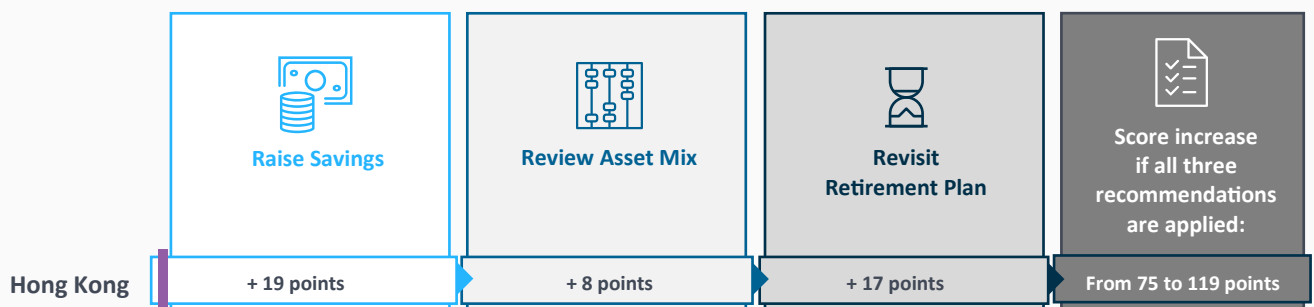 Raise Savings
Review Asset Mix
Revisit
Retirement Plan
Score increase
if all three
recommendations
are applied:
Hong Kong
+ 19 points
+ 8 points
+ 17 points
From 75 to 119 points